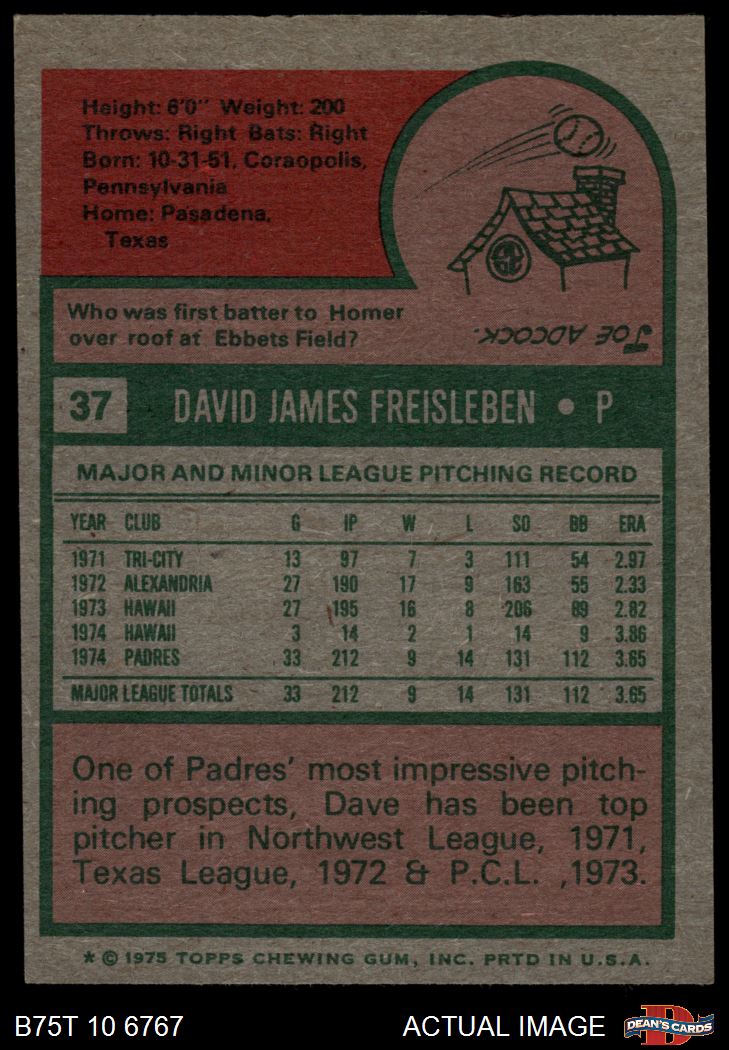 Height: 6'0" Weight: 200
Throws: Right Bats: Right
Born: 10-31-51, Coraopolis,
Pennsylvania
Home: Pasadena,
Texas
Who was first batter to Homer
over roof at Ebbets Field?
JOE ADCOCK.
37 DAVID JAMES FREISLEBEN • P
MAJOR AND MINOR LEAGUE PITCHING RECORD
YEAR CLUB G IP W L SO BB ERA
1971 TRI-CITY 13 97 7 3 111 54 2.97
1972 ALEXANDRIA 27 190 17 9 163 55 2.33
1973 HAWAII 27 195 16 8 206 89 2.82
1974 HAWAII 3 14 2 1 14 9 3.86
1974 PADRES 33 212 9 14 131 112 3.65
MAJOR LEAGUE TOTALS 33 212 9 14 131 112 3.65
One of Padres' most impressive pitch-
ing prospects, Dave has been top
pitcher in Northwest League, 1971,
Texas League, 1972 & P.C.L. ,1973.
* © 1975 TOPPS CHEWING GUM, INC. PRTD IN U.S.A.
B75T 10 6767 ACTUAL IMAGE DEAN'S CARDS